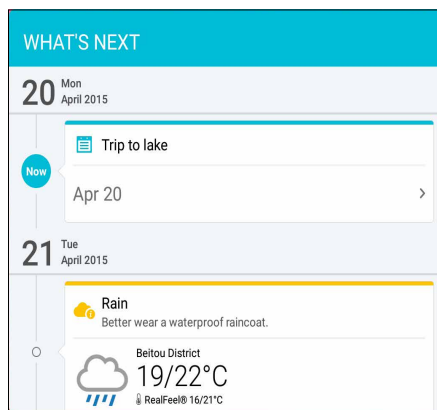 WHAT'S NEXT
20 Mon
April 2015
Trip to lake
Now
Apr 20
21 Tue
April 2015
Rain
Better wear a waterproof raincoat.
Beitou District
19/22°C
RealFeel® 16/21°C